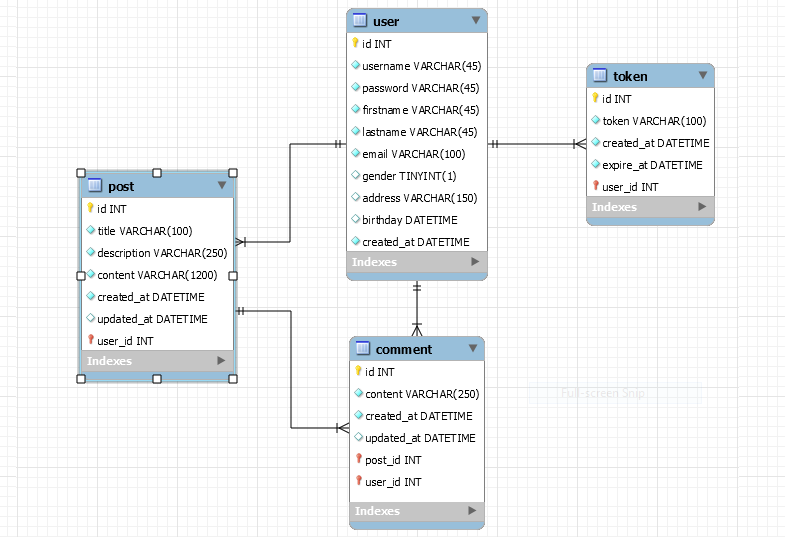 user
id INT
username VARCHAR(45)
password VARCHAR(45)
firstname VARCHAR(45)
lastname VARCHAR(45)
email VARCHAR(100)
gender TINYINT(1)
address VARCHAR(150)
birthday DATETIME
created_at DATETIME
Indexes
token
id INT
token VARCHAR(100)
created_at DATETIME
expire_at DATETIME
user_id INT
Indexes
post
id INT
title VARCHAR(100)
description VARCHAR(250)
content VARCHAR(1200)
created_at DATETIME
updated_at DATETIME
user_id INT
Indexes
comment
id INT
content VARCHAR(250)
created_at DATETIME
updated_at DATETIME
post_id INT
user_id INT
Indexes
Full-screen Snip